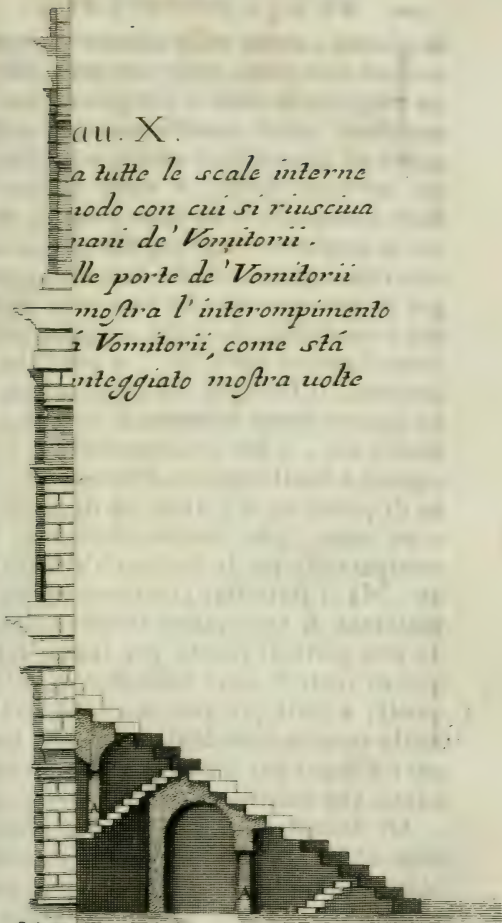 au. X.
a tutte le scale interne
nodo con cui si riusciua
nani de' Vomitorii.
lle porte de' Vomitorii
moſtra l'interompimento
i Vomitorii, come stá
nteggiato moſtra uolte